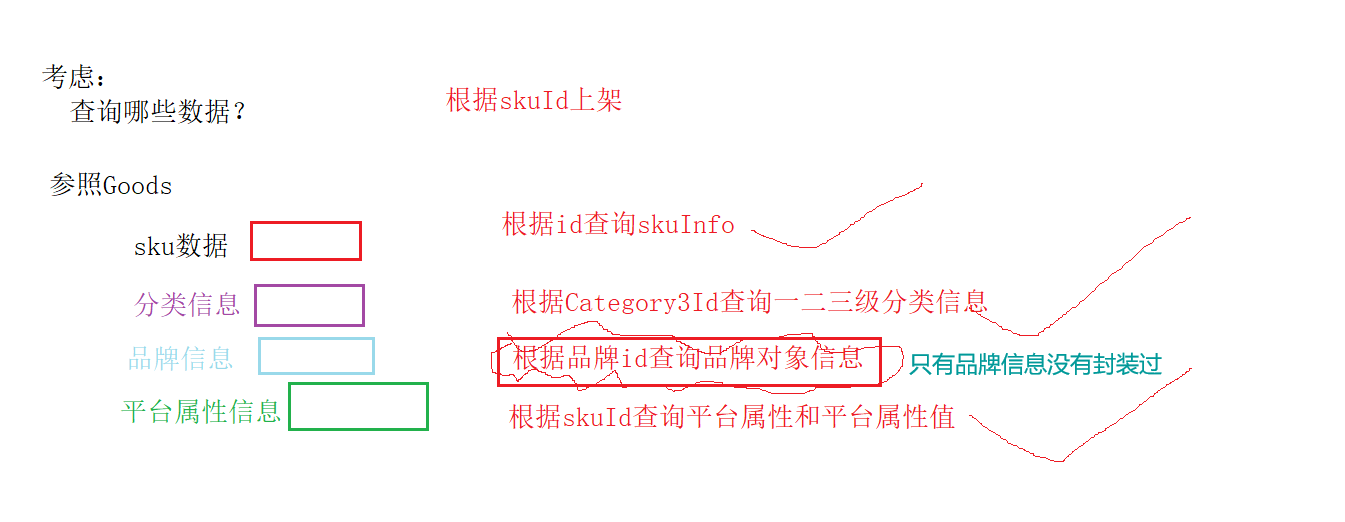 考虑：
查询哪些数据？
根据skuId上架
参照Goods
sku数据
根据id查询skuInfo
分类信息
根据Category3Id查询一二三级分类信息
品牌信息
根据品牌id查询品牌对象信息
只有品牌信息没有封装过
平台属性信息
根据skuId查询平台属性和平台属性值